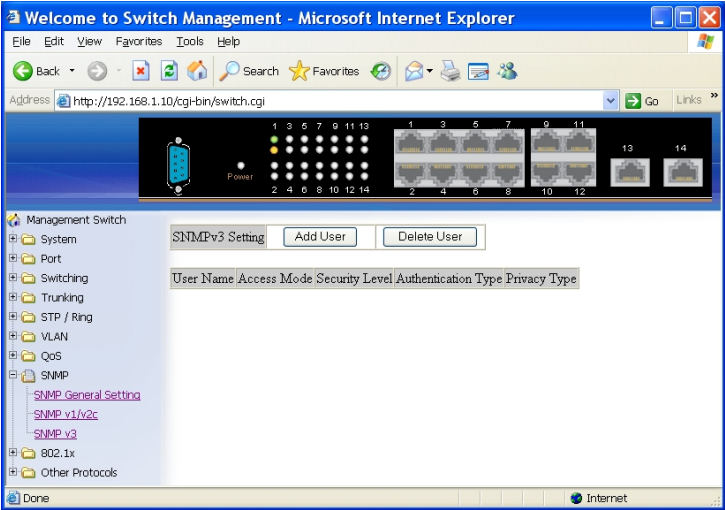 Welcome to Switch Management - Microsoft Internet Explorer
File Edit View Favorites Tools Help
Back Search Favorites
Address http://192.168.1.10/cgi-bin/switch.cgi Go Links »
1 3 5 7 9 11 13
Power
2 4 6 8 10 12 14
1 3 5 7 9 11
2 4 6 8 10 12
13 14
Management Switch
System
Port
Switching
Trunking
STP / Ring
VLAN
QoS
SNMP
SNMP General Setting
SNMP v1/v2c
SNMP v3
802.1x
Other Protocols
SNMPv3 Setting Add User Delete User
User Name Access Mode Security Level Authentication Type Privacy Type
Done Internet